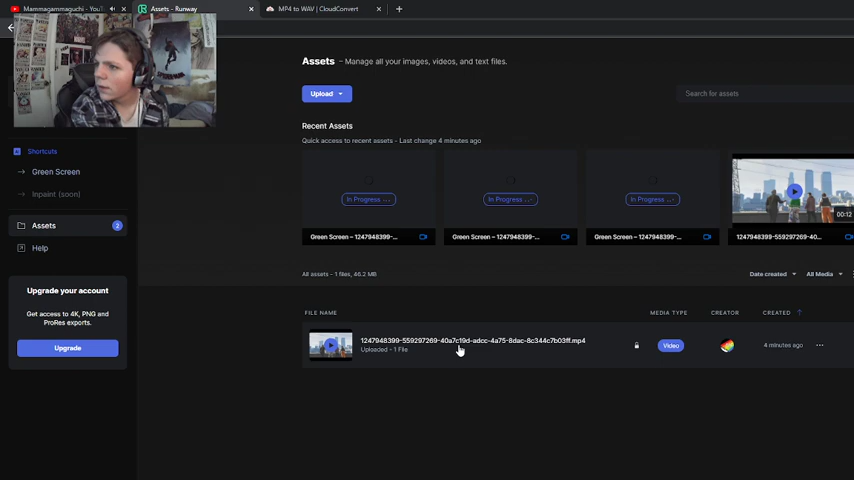 Mammagammaguchi - YouT
Assets - Runway
MP4 to WAV | CloudConvert
Assets - Manage all your images, videos, and text files.
Upload
Search for assets
Recent Assets
Quick access to recent assets - Last change 4 minutes ago
Shortcuts
Green Screen
Inpaint (soon)
Assets 2
Help
In Progress ...
In Progress ...
In Progress ...
00:12
Green Screen – 1247948399-...
Green Screen – 1247948399-...
Green Screen – 1247948399-...
1247948399-559297269-40...
All assets - 1 files, 46.2 MB
Date created
All Media
Upgrade your account
Get access to 4K, PNG and
ProRes exports.
Upgrade
FILE NAME
MEDIA TYPE
CREATOR
CREATED
1247948399-559297269-40a7c19d-adcc-4a75-8dac-8c344c7b03ff.mp4
Uploaded - 1 File
Video
4 minutes ago